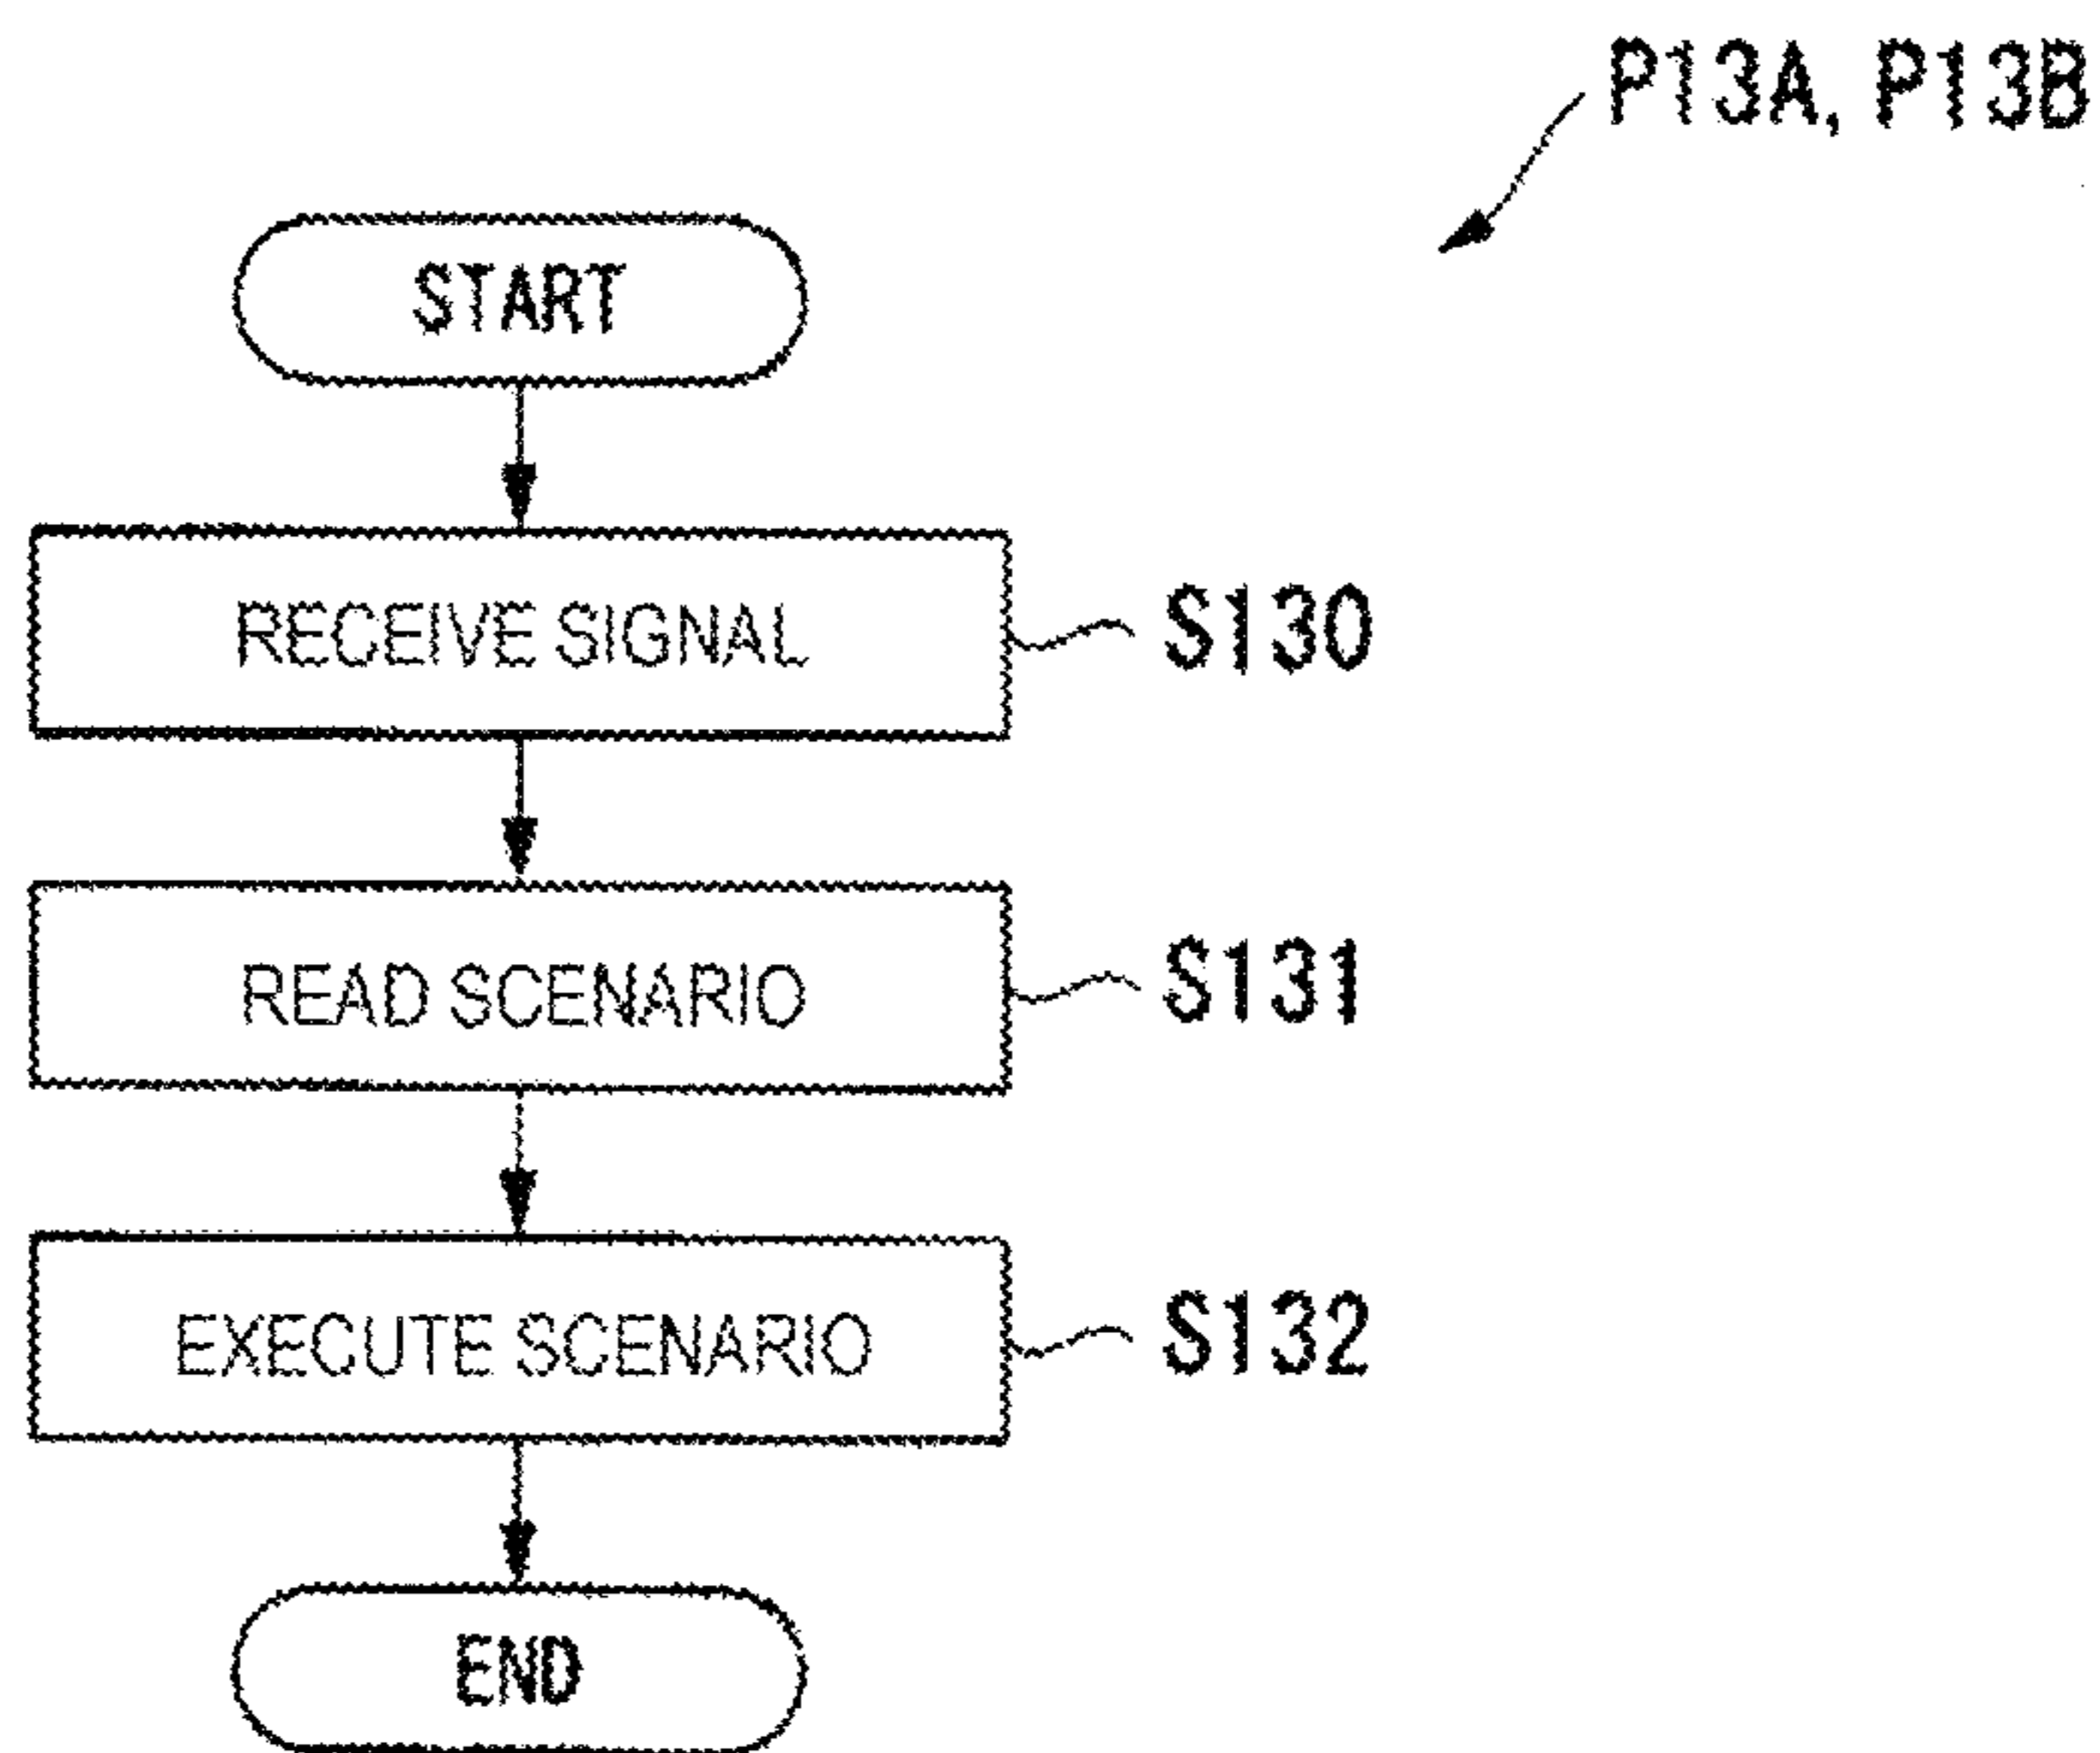 P13A, P13B
START
RECEIVE SIGNAL
S130
READ SCENARIO
S131
EXECUTE SCENARIO
S132
END